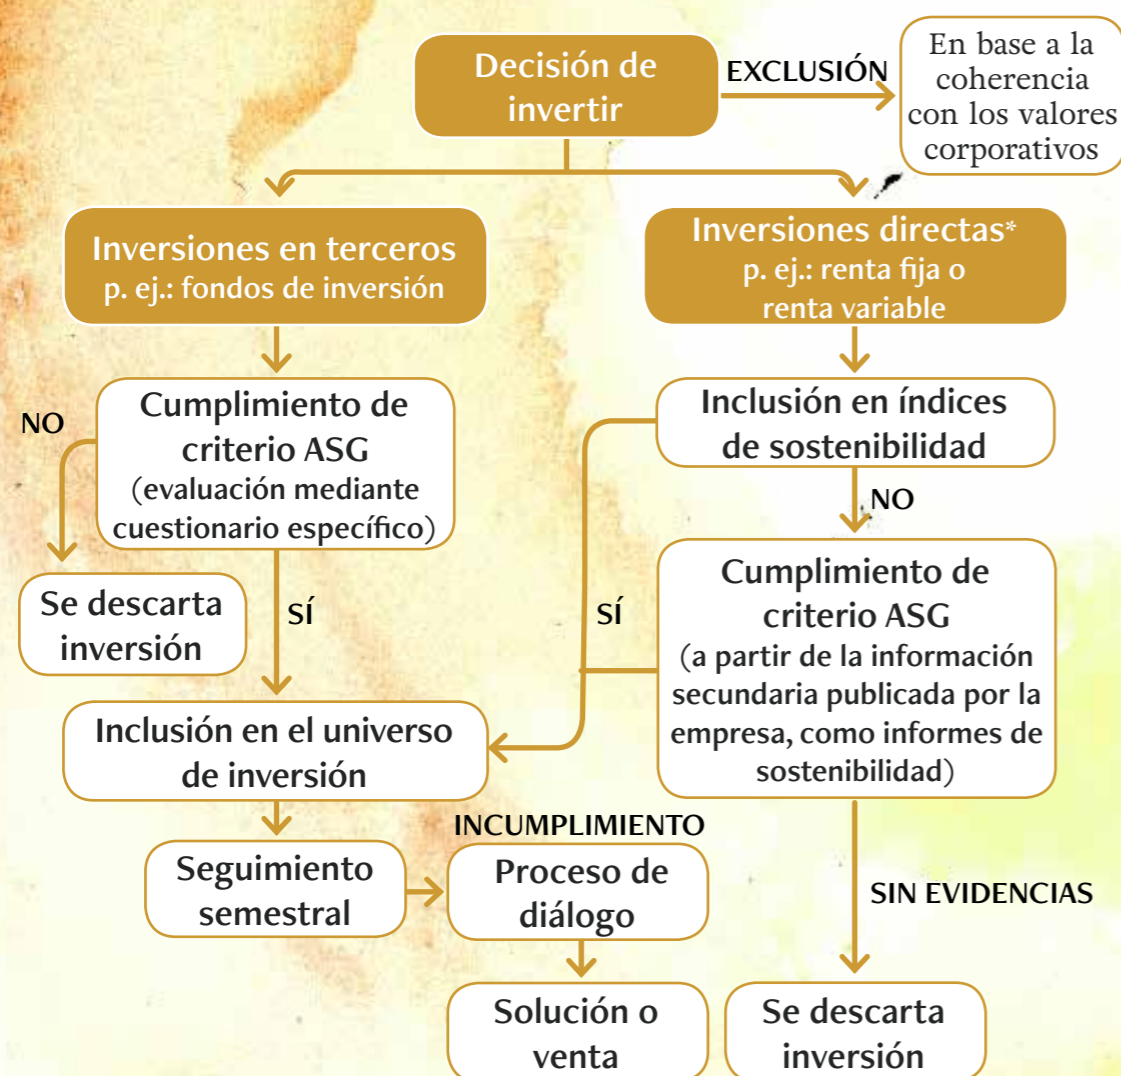 Decisión de
invertir
EXCLUSIÓN
En base a la
coherencia
con los valores
corporativos
Inversiones en terceros
p. ej.: fondos de inversión
Inversiones directas*
p. ej.: renta fija o
renta variable
NO
Cumplimiento de
criterio ASG
(evaluación mediante
cuestionario específico)
Inclusión en índices
de sostenibilidad
NO
Se descarta
inversión
SÍ
SÍ
Cumplimiento de
criterio ASG
(a partir de la información
secundaria publicada por la
empresa, como informes de
sostenibilidad)
Inclusión en el universo
de inversión
Seguimiento
semestral
INCUMPLIMIENTO
Proceso de
diálogo
SIN EVIDENCIAS
Solución o
venta
Se descarta
inversión